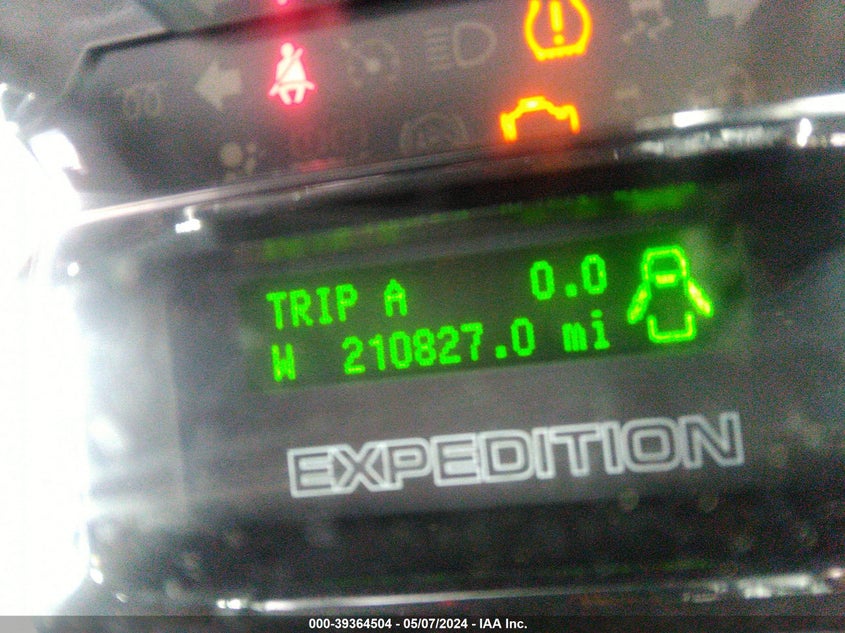 TRIP A 0.0
W 210827.0 mi
EXPEDITION
000-39364504 - 05/07/2024 - IAA Inc.